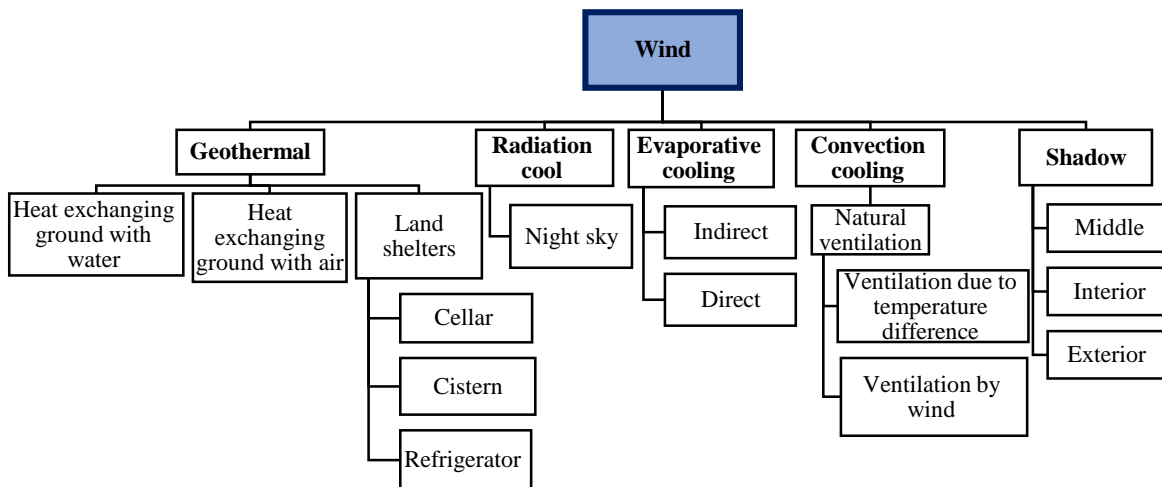 Wind
Geothermal
Radiation
cool
Evaporative
cooling
Convection
cooling
Shadow
Heat exchanging
ground with
water
Heat
exchanging
ground with air
Land
shelters
Night sky
Indirect
Natural
ventilation
Middle
Direct
Ventilation due to
temperature
difference
Interior
Cellar
Exterior
Cistern
Ventilation by
wind
Refrigerator